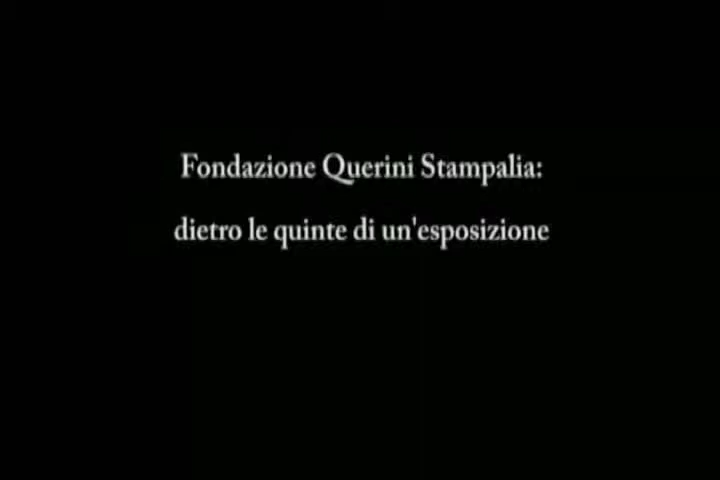 Fondazione Querini Stampalia:
dietro le quinte di un'esposizione